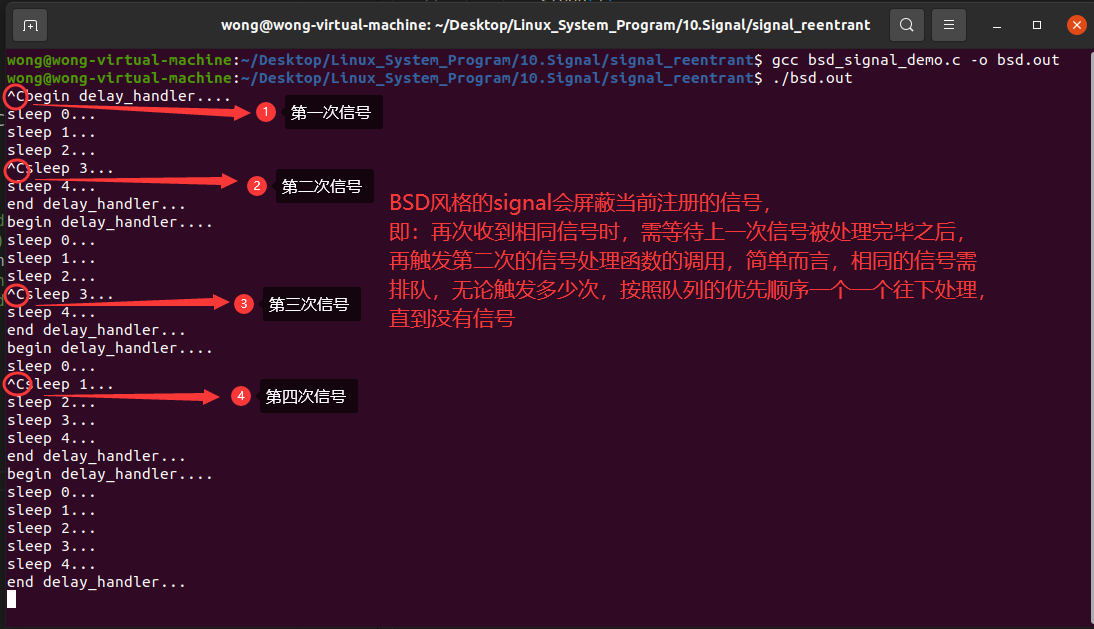 wong@wong-virtual-machine: ~/Desktop/Linux_System_Program/10.Signal/signal_reentrant
wong@wong-virtual-machine:~/Desktop/Linux_System_Program/10.Signal/signal_reentrant$ gcc bsd_signal_demo.c -o bsd.out
wong@wong-virtual-machine:~/Desktop/Linux_System_Program/10.Signal/signal_reentrant$ ./bsd.out
^Cbegin delay_handler....
1 第一次信号
sleep 0...
sleep 1...
sleep 2...
^Csleep 3...
2 第二次信号
sleep 4...
end delay_handler...
begin delay_handler....
sleep 0...
sleep 1...
sleep 2...
^Csleep 3...
3 第三次信号
sleep 4...
end delay_handler...
begin delay_handler....
sleep 0...
^Csleep 1...
4 第四次信号
sleep 2...
sleep 3...
sleep 4...
end delay_handler...
begin delay_handler....
sleep 0...
sleep 1...
sleep 2...
sleep 3...
sleep 4...
end delay_handler...
BSD风格的signal会屏蔽当前注册的信号，
即：再次收到相同信号时，需等待上一次信号被处理完毕之后，
再触发第二次的信号处理函数的调用，简单而言，相同的信号需
排队，无论触发多少次，按照队列的优先顺序一个一个往下处理，
直到没有信号